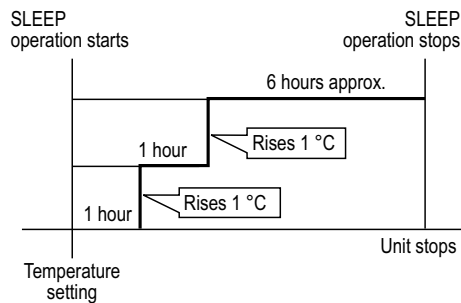 SLEEP
operation starts
SLEEP
operation stops
6 hours approx.
1 hour
Rises 1 °C
1 hour
Rises 1 °C
Unit stops
Temperature
setting